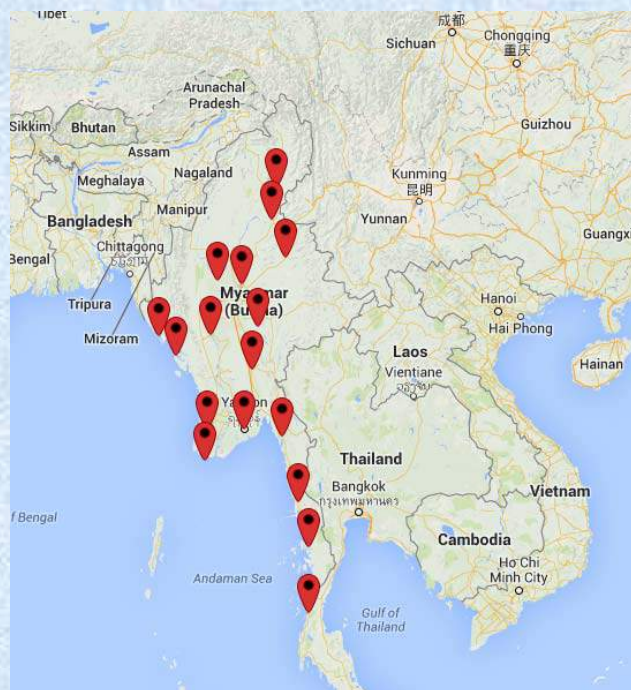 Tibet
Sichuan
成都
Chongqing
重庆
Arunachal
Pradesh
Sikkim
Bhutan
Guizhou
Assam
Nagaland
Meghalaya
Kunming
昆明
Manipur
Yunnan
Bangladesh
Guangxi
Chittagong
Bengal
Tripura
Mizoram
Hanoi
Hai Phong
Laos
Hainan
Vientiane
Thailand
Bangkok
กรุงเทพมหานคร
Vietnam
of Bengal
Cambodia
Ho Chi
Minh City
Andaman Sea
Gulf of
Thailand